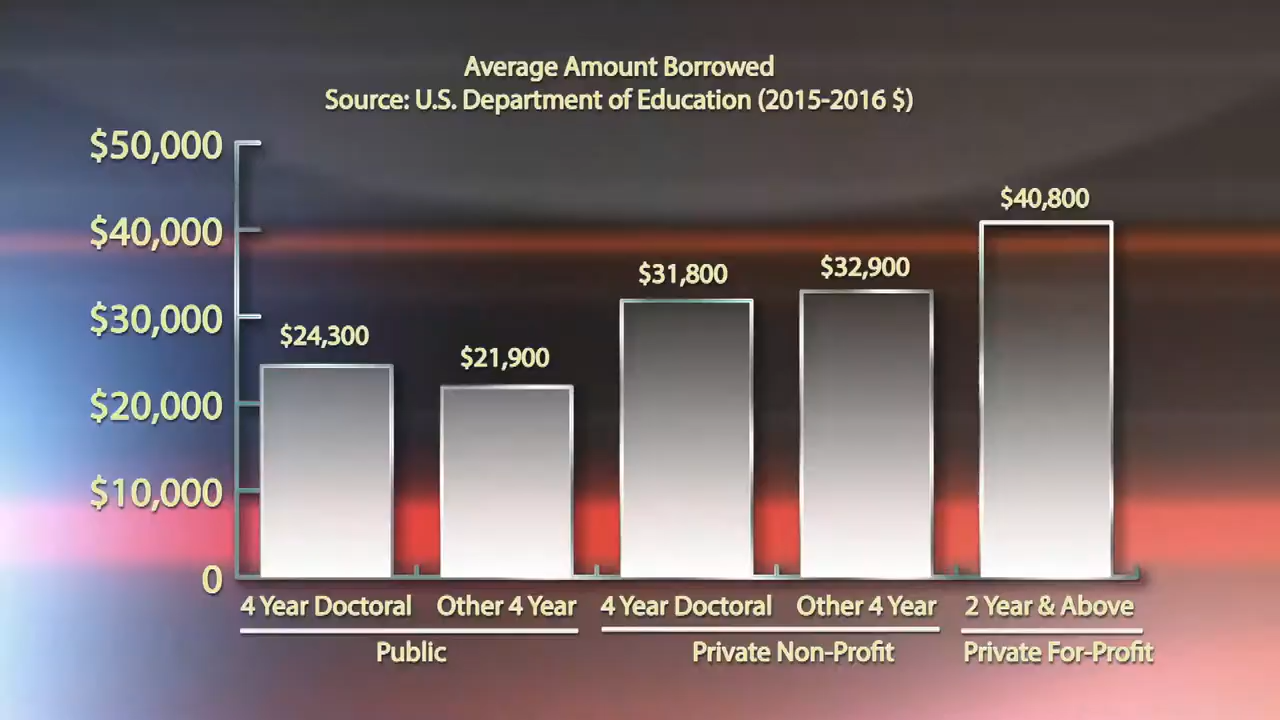 Average Amount Borrowed
Source: U.S. Department of Education (2015-2016 $)
$50,000
$40,000
$30,000
$20,000
$10,000
0
$24,300
$21,900
$31,800
$32,900
$40,800
4 Year Doctoral
Other 4 Year
4 Year Doctoral
Other 4 Year
2 Year & Above
Public
Private Non-Profit
Private For-Profit